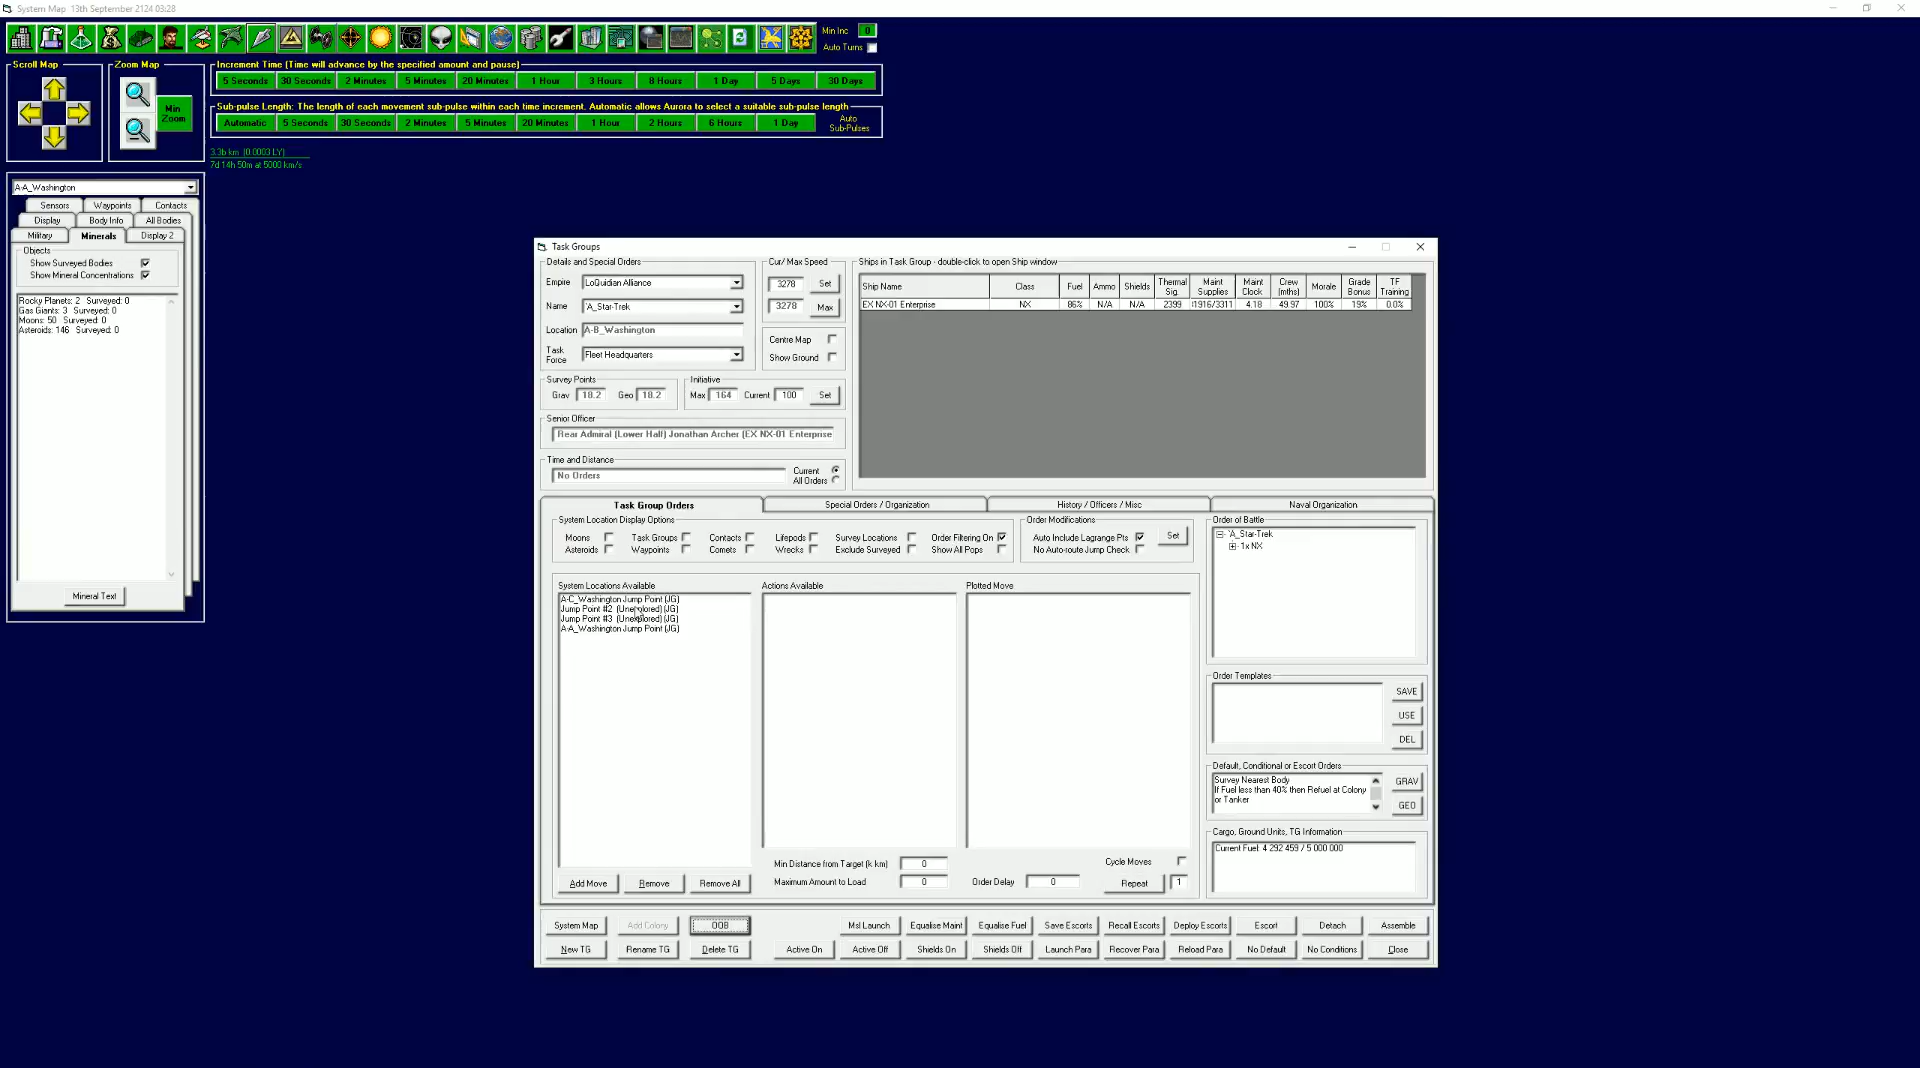 System Map   13th September 2124 03:28
Min Inc 0
Auto Turns
Scroll Map
Zoom Map
Min Zoom
Increment Time (Time will advance by the specified amount and pause)
5 Seconds 30 Seconds 2 Minutes 5 Minutes 20 Minutes 1 Hour 3 Hours 8 Hours 1 Day 5 Days 30 Days
Sub-pulse Length: The length of each movement sub-pulse within each time increment. Automatic allows Aurora to select a suitable sub-pulse length
Automatic 5 Seconds 30 Seconds 2 Minutes 5 Minutes 20 Minutes 1 Hour 2 Hours 6 Hours 1 Day Auto Sub-Pulses
3.3b km (0.0003 LY)
7d 14h 50m at 5000 km/s
A-A_Washington
Sensors Waypoints Contacts
Display Body Info All Bodies
Military Minerals Display 2
Objects
Show Surveyed Bodies
Show Mineral Concentrations
Rocky Planets: 2 Surveyed: 0
Gas Giants: 3 Surveyed: 0
Moons: 50 Surveyed: 0
Asteroids: 146 Surveyed: 0
Mineral Text
Task Groups
Details and Special Orders
Empire LoQuidian Alliance
Name 'A_Star-Trek
Location A-B_Washington
Task Force Fleet Headquarters
Cur/ Max Speed
3278 Set
3278 Max
Centre Map
Show Ground
Survey Points
Grav 18.2 Geo 18.2
Initiative
Max 164 Current 100 Set
Senior Officer
Rear Admiral (Lower Half) Jonathan Archer (EX NX-01 Enterprise
Time and Distance
No Orders
Current
All Orders
Ships in Task Group - double-click to open Ship window
Ship Name Class Fuel Ammo Shields Thermal Sig. Maint Supplies Maint Clock Crew (mths) Morale Grade Bonus TF Training
EX NX-01 Enterprise NX 86% N/A N/A 2399 1916/3311 4.18 49.97 100% 19% 0.0%
Task Group Orders
Special Orders / Organization
History / Officers / Misc
Naval Organization
System Location Display Options
Moons Task Groups Contacts Lifepods Survey Locations Order Filtering On
Asteroids Waypoints Comets Wrecks Exclude Surveyed Show All Pops
Order Modifications
Auto Include Lagrange Pts Set
No Auto-route Jump Check
System Locations Available
A-C_Washington Jump Point (JG)
Jump Point #2 (Unexplored) (JG)
Jump Point #3 (Unexplored) (JG)
A-A_Washington Jump Point (JG)
Actions Available
Plotted Move
Add Move Remove Remove All
Min Distance from Target (k km) 0
Maximum Amount to Load 0
Order Delay 0
Cycle Moves
Repeat 1
Order of Battle
'A_Star-Trek
1x NX
Order Templates
SAVE
USE
DEL
Default, Conditional or Escort Orders
Survey Nearest Body
If Fuel less than 40% then Refuel at Colony
or Tanker
GRAV
GEO
Cargo, Ground Units, TG Information
Current Fuel: 4 292 459 / 5 000 000
System Map Add Colony OOB Msl Launch Equalise Maint Equalise Fuel Save Escorts Recall Escorts Deploy Escorts Escort Detach Assemble
New TG Rename TG Delete TG Active On Active Off Shields On Shields Off Launch Para Recover Para Reload Para No Default No Conditions Close